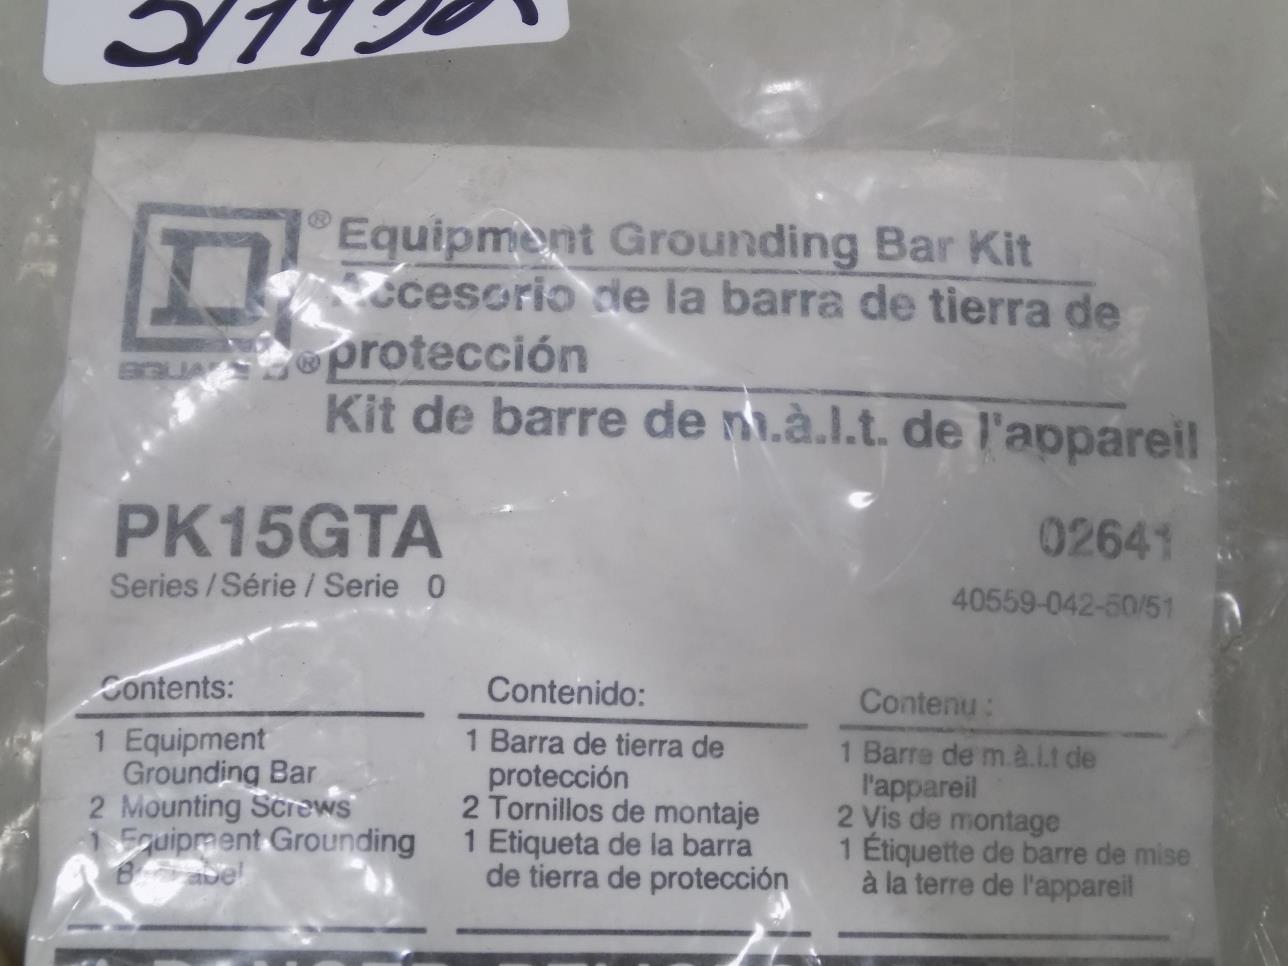 ® Equipment Grounding Bar Kit
Accesorio de la barra de tierra de
protección
SQUARE D ®
Kit de barre de m.à.l.t. de l'appareil
PK15GTA
02641
Series / Série / Serie 0
40559-042-50/51
Contents:
1 Equipment
Grounding Bar
2 Mounting Screws
1 Equipment Grounding
Bar Label
Contenido:
1 Barra de tierra de
protección
2 Tornillos de montaje
1 Etiqueta de la barra
de tierra de protección
Contenu :
1 Barre de m.à.l.t de
l'appareil
2 Vis de montage
1 Étiquette de barre de mise
à la terre de l'appareil